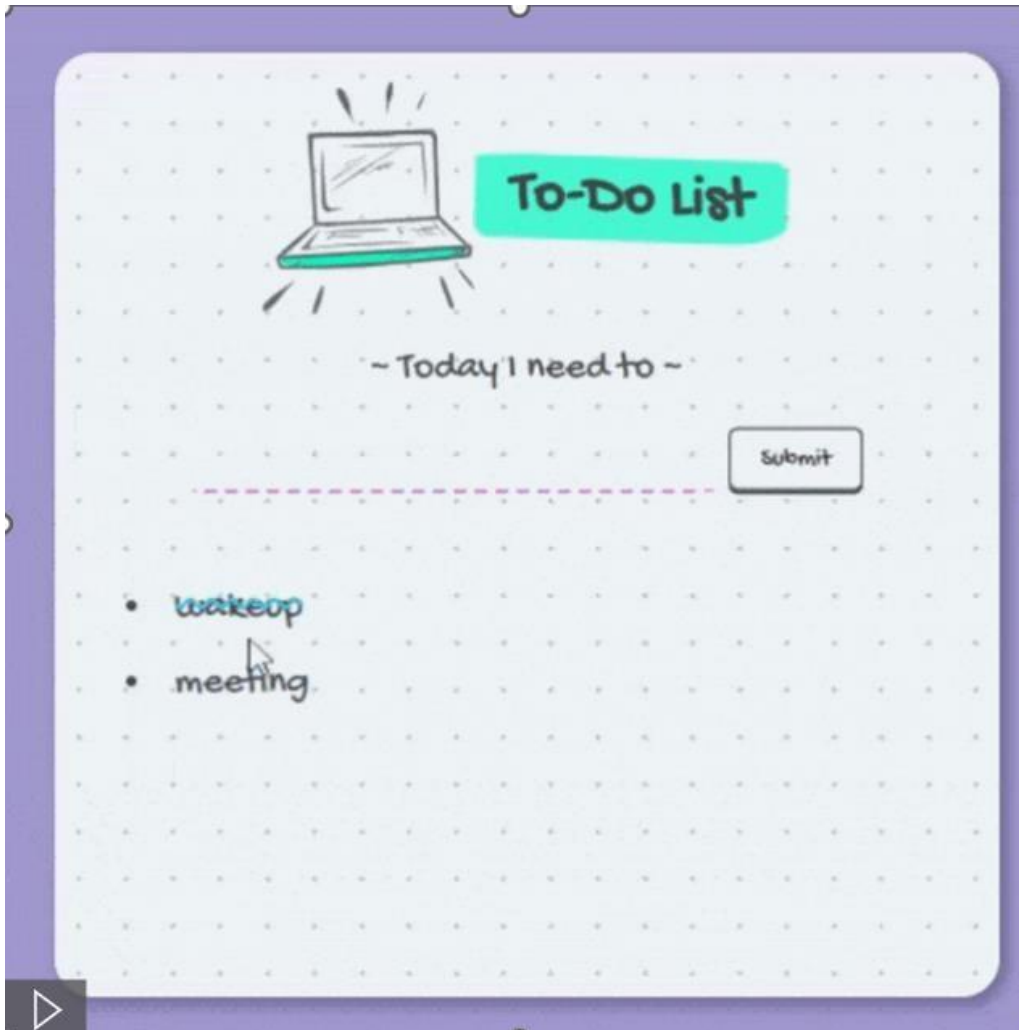 To-Do List
~ Today I need to ~
Submit
wakeup
meeting